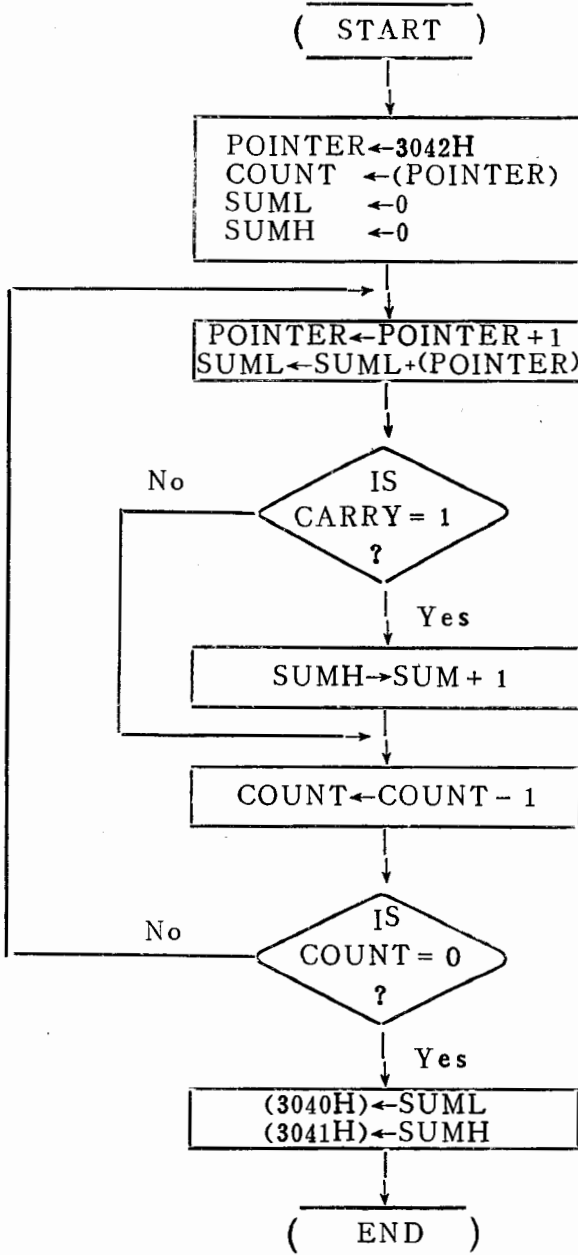 ( START )
POINTER←3042H
COUNT ←(POINTER)
SUML ←0
SUMH ←0
POINTER←POINTER+1
SUML←SUML+(POINTER)
No
IS
CARRY = 1
?
Yes
SUMH→SUM + 1
COUNT←COUNT - 1
No
IS
COUNT = 0
?
Yes
(3040H)←SUML
(3041H)←SUMH
( END )